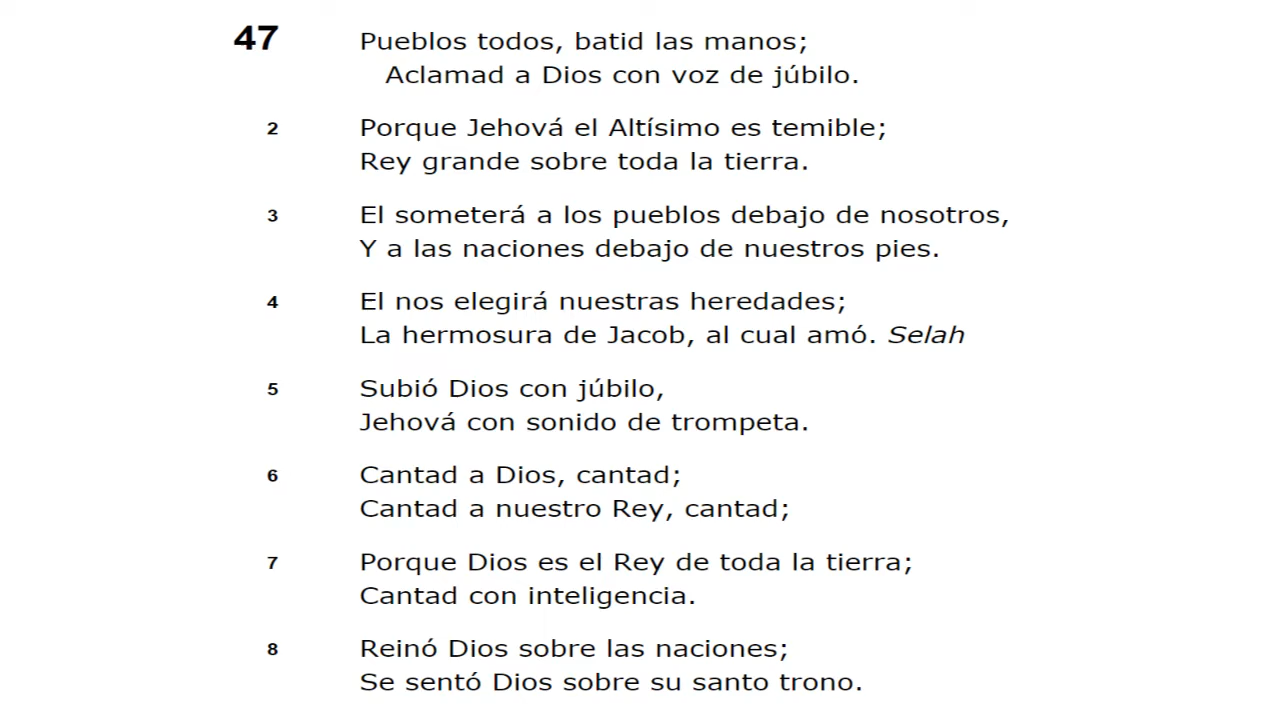 47 Pueblos todos, batid las manos;
Aclamad a Dios con voz de júbilo.
2 Porque Jehová el Altísimo es temible;
Rey grande sobre toda la tierra.
3 El someterá a los pueblos debajo de nosotros,
Y a las naciones debajo de nuestros pies.
4 El nos elegirá nuestras heredades;
La hermosura de Jacob, al cual amó. Selah
5 Subió Dios con júbilo,
Jehová con sonido de trompeta.
6 Cantad a Dios, cantad;
Cantad a nuestro Rey, cantad;
7 Porque Dios es el Rey de toda la tierra;
Cantad con inteligencia.
8 Reinó Dios sobre las naciones;
Se sentó Dios sobre su santo trono.